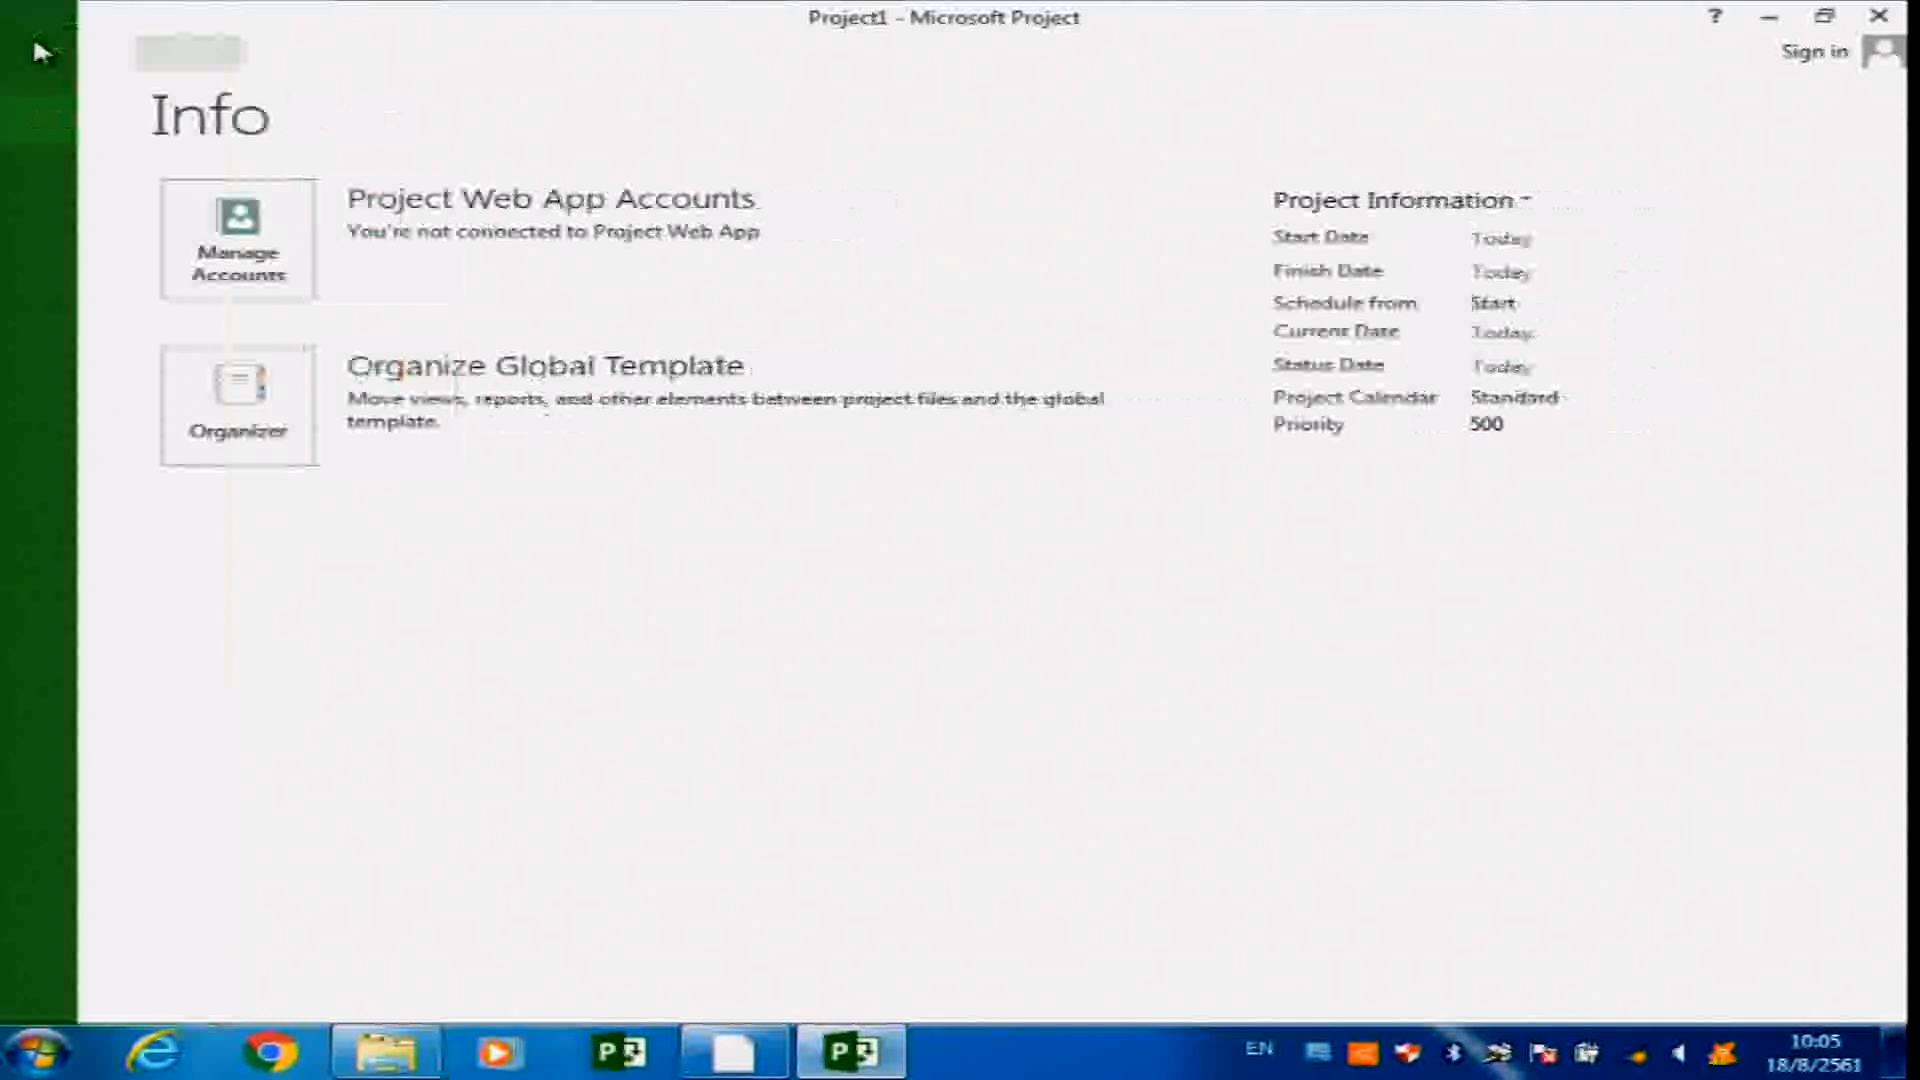 Project1 - Microsoft Project
?
Sign in
Info
Manage
Accounts
Project Web App Accounts
You're not connected to Project Web App
Organizer
Organize Global Template
Move views, reports, and other elements between project files and the global
template.
Project Information
Start Date Today
Finish Date Today
Schedule from Start
Current Date Today
Status Date Today
Project Calendar Standard
Priority 500
EN
10:05
18/8/2561